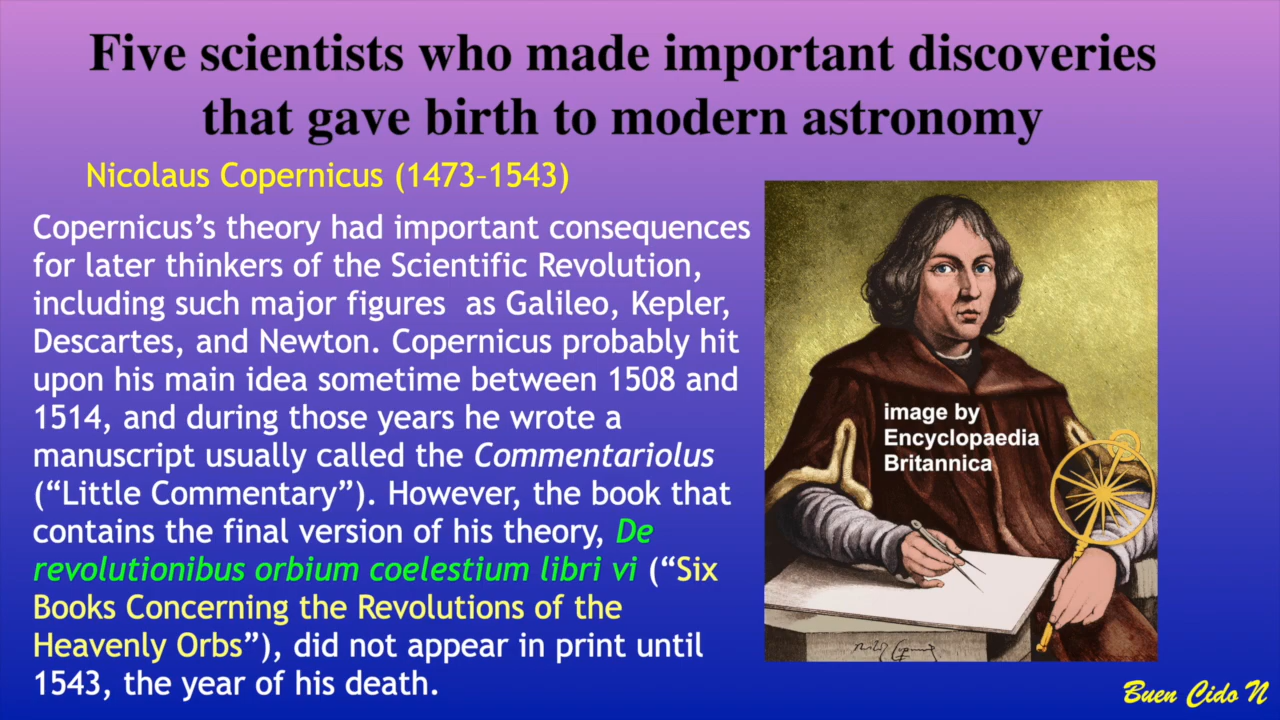 Five scientists who made important discoveries
that gave birth to modern astronomy
Nicolaus Copernicus (1473–1543)
Copernicus’s theory had important consequences
for later thinkers of the Scientific Revolution,
including such major figures  as Galileo, Kepler,
Descartes, and Newton. Copernicus probably hit
upon his main idea sometime between 1508 and
1514, and during those years he wrote a
manuscript usually called the Commentariolus
(“Little Commentary”). However, the book that
contains the final version of his theory, De
revolutionibus orbium coelestium libri vi (“Six
Books Concerning the Revolutions of the
Heavenly Orbs”), did not appear in print until
1543, the year of his death.
image by
Encyclopaedia
Britannica
Buen Cido N